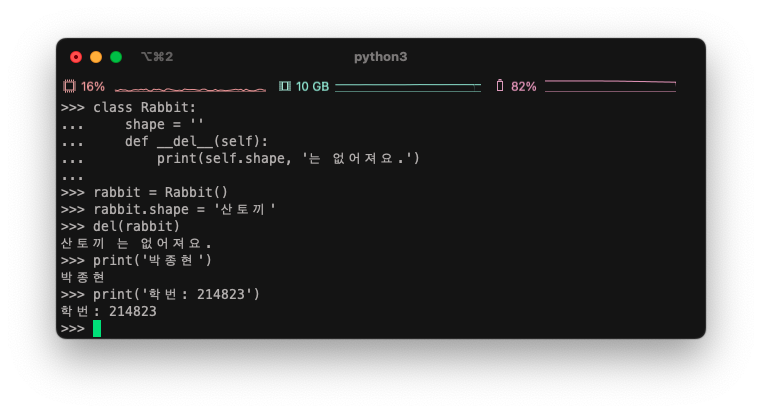 ⌥⌘2 python3
16% 10 GB 82%
>>> class Rabbit:
...     shape = ''
...     def __del__(self):
...         print(self.shape, '는 없어져요.')
...
>>> rabbit = Rabbit()
>>> rabbit.shape = '산토끼'
>>> del(rabbit)
산토끼 는 없어져요.
>>> print('박종현')
박종현
>>> print('학번: 214823')
학번: 214823
>>>